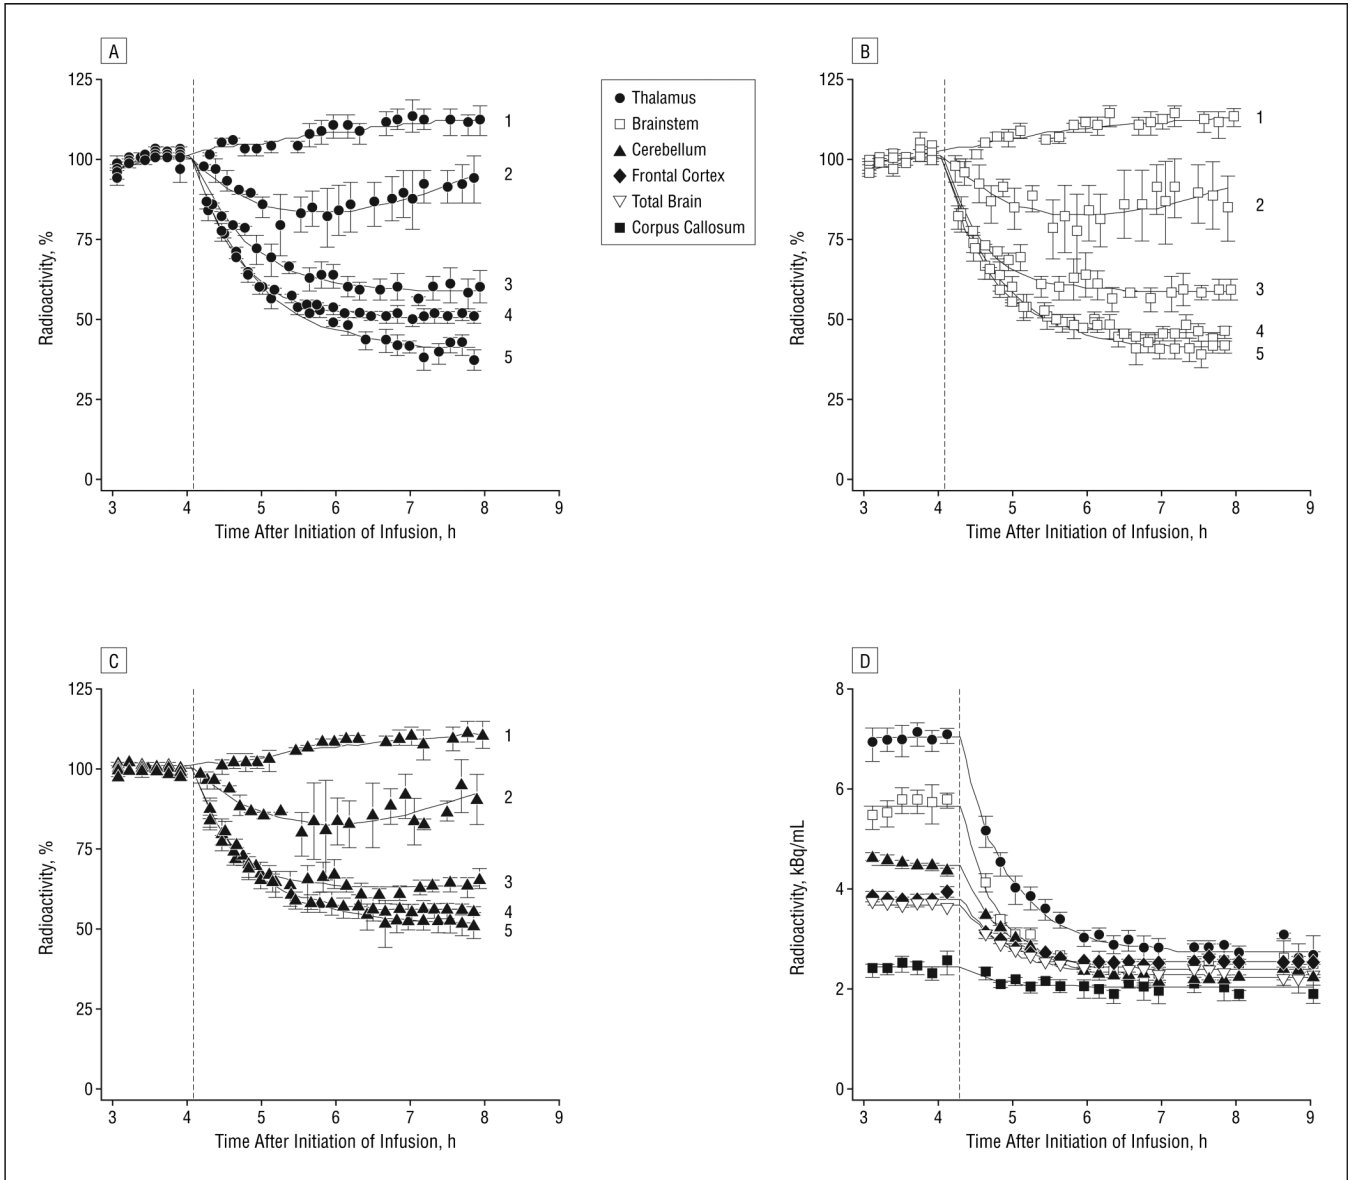 A
125
100
75
50
25
0
Radioactivity, %
3 4 5 6 7 8 9
Time After Initiation of Infusion, h
1
2
3
4
5
Thalamus
Brainstem
Cerebellum
Frontal Cortex
Total Brain
Corpus Callosum
B
125
100
75
50
25
0
Radioactivity, %
3 4 5 6 7 8 9
Time After Initiation of Infusion, h
1
2
3
4
5
C
125
100
75
50
25
0
Radioactivity, %
3 4 5 6 7 8 9
Time After Initiation of Infusion, h
1
2
3
4
5
D
8
6
4
2
0
Radioactivity, kBq/mL
3 4 5 6 7 8 9
Time After Initiation of Infusion, h